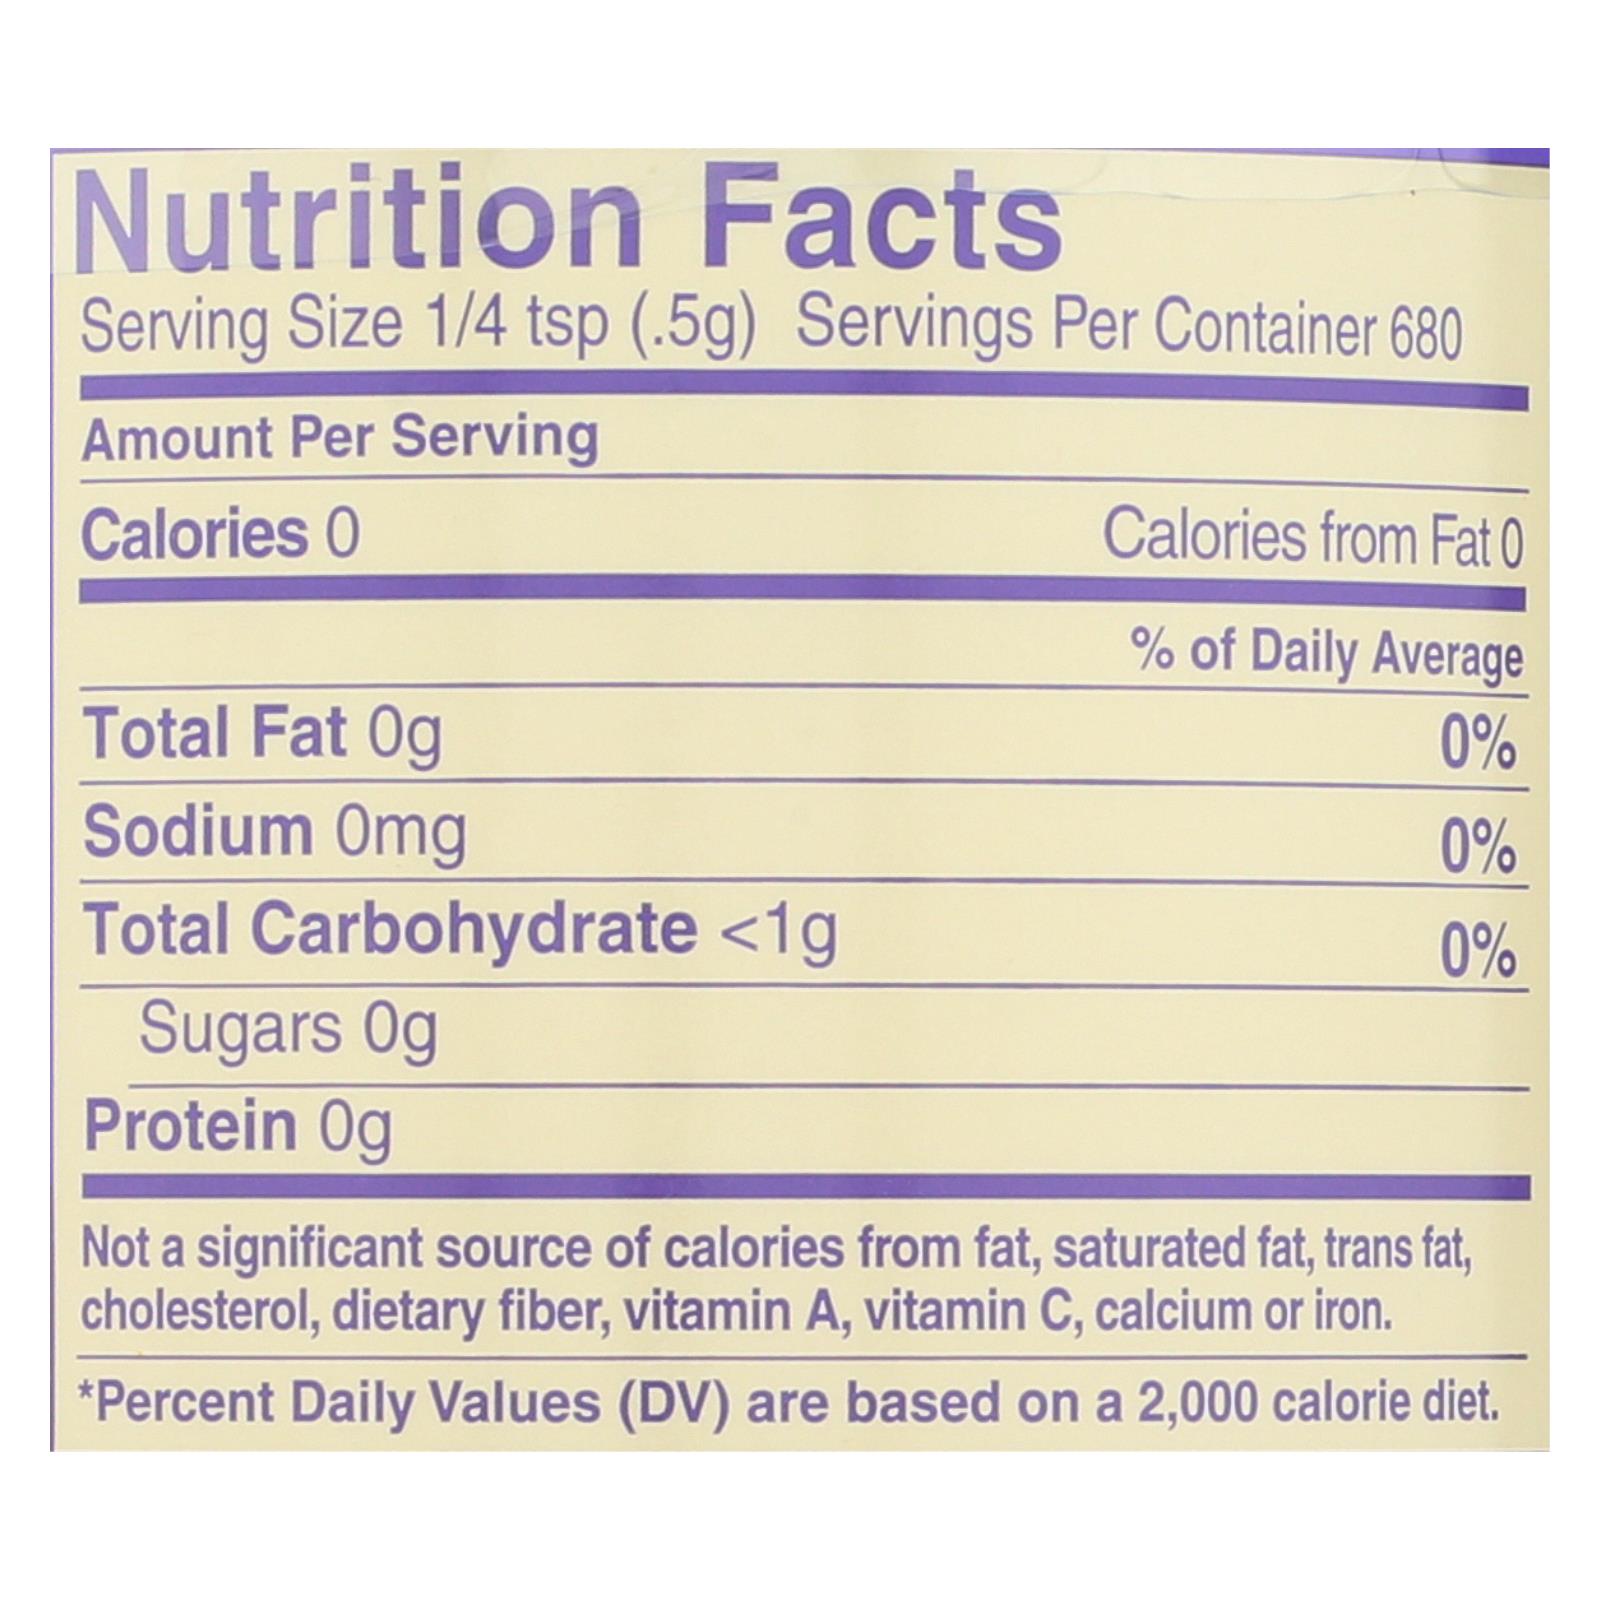 Nutrition Facts
Serving Size 1/4 tsp (.5g) Servings Per Container 680
Amount Per Serving
Calories 0 Calories from Fat 0
% of Daily Average
Total Fat 0g 0%
Sodium 0mg 0%
Total Carbohydrate <1g 0%
Sugars 0g
Protein 0g
Not a significant source of calories from fat, saturated fat, trans fat,
cholesterol, dietary fiber, vitamin A, vitamin C, calcium or iron.
*Percent Daily Values (DV) are based on a 2,000 calorie diet.